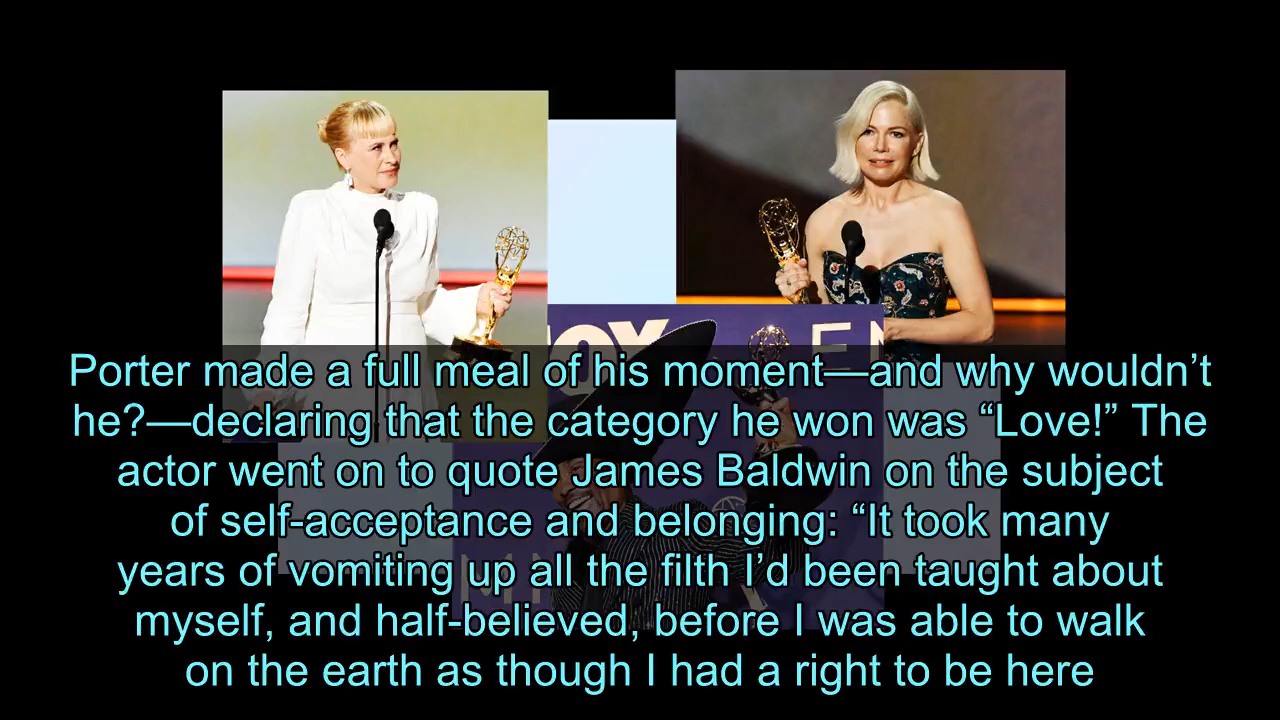 FOX
EM
Porter made a full meal of his moment—and why wouldn’t
he?—declaring that the category he won was “Love!” The
actor went on to quote James Baldwin on the subject
of self-acceptance and belonging: “It took many
years of vomiting up all the filth I’d been taught about
myself, and half-believed, before I was able to walk
on the earth as though I had a right to be here